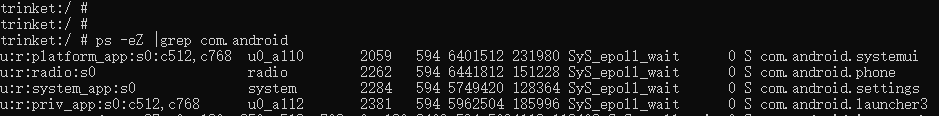 trinket:/ #
trinket:/ #
trinket:/ # ps -eZ |grep com.android
u:r:platform_app:s0:c512,c768 u0_a110 2059 594 6401512 231980 SyS_epoll_wait 0 S com.android.systemui
u:r:radio:s0 radio 2262 594 6441812 151228 SyS_epoll_wait 0 S com.android.phone
u:r:system_app:s0 system 2284 594 5749420 128364 SyS_epoll_wait 0 S com.android.settings
u:r:priv_app:s0:c512,c768 u0_a112 2381 594 5962504 185996 SyS_epoll_wait 0 S com.android.launcher3